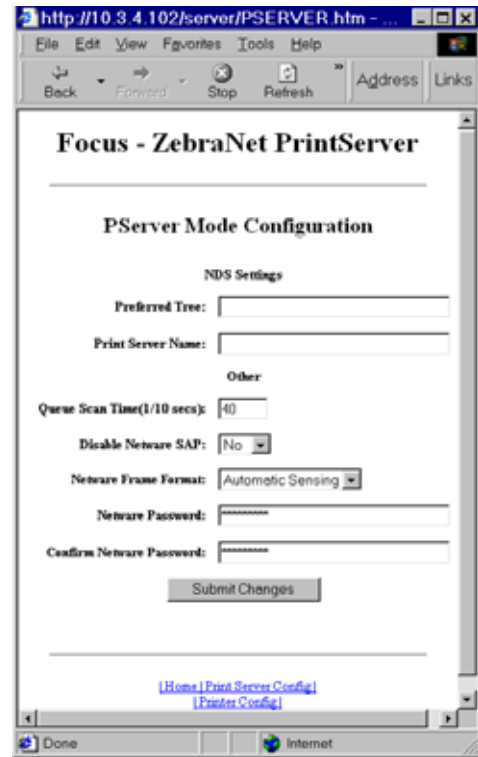 http://10.3.4.102/server/PSERVER.htm - ...
File Edit View Favorites Tools Help
Back Forward Stop Refresh » Address Links
Focus - ZebraNet PrintServer
PServer Mode Configuration
NDS Settings
Preferred Tree:
Print Server Name:
Other
Queue Scan Time(1/10 secs): 40
Disable Netware SAP: No
Netware Frame Format: Automatic Sensing
Netware Password: *********
Confirm Netware Password: *********
Submit Changes
[ Home | Print Server Config ]
[ Printer Config ]
Done Internet